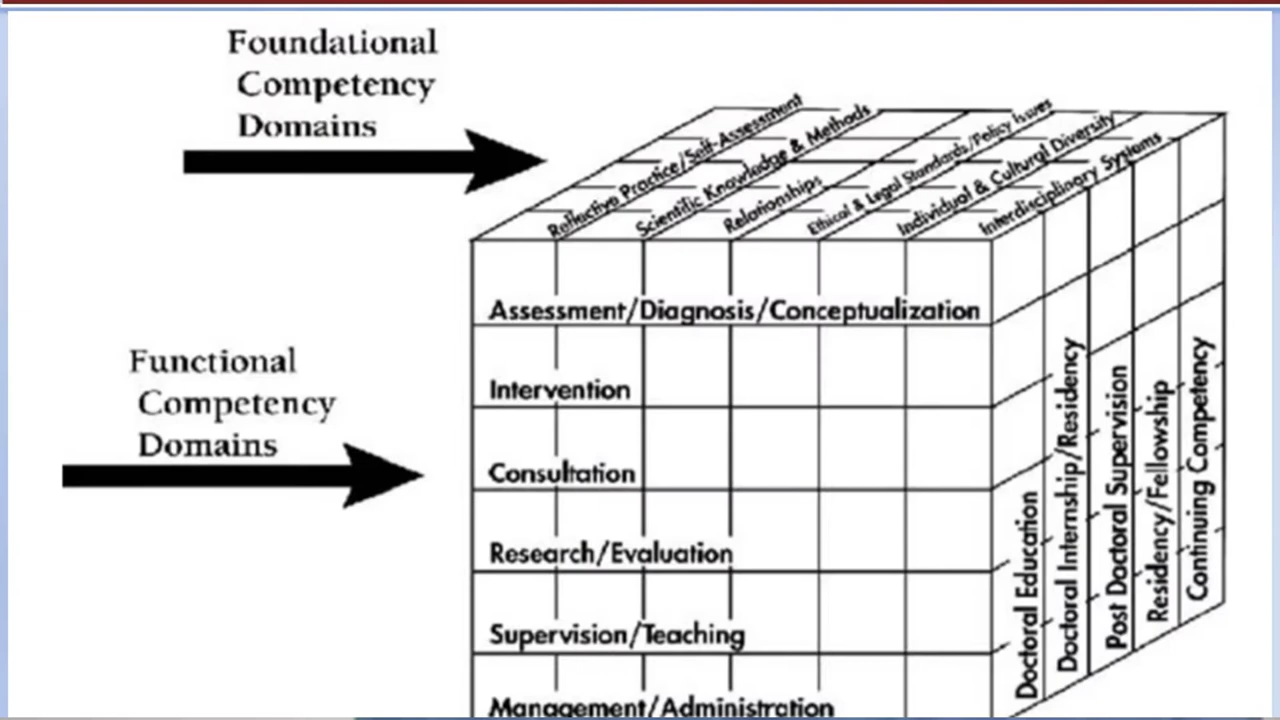 Foundational
Competency
Domains
Reflective Practice/Self-Assessment
Scientific Knowledge & Methods
Relationships
Ethical & Legal Standards/Policy Issues
Individual & Cultural Diversity
Interdisciplinary Systems
Functional
Competency
Domains
Assessment/Diagnosis/Conceptualization
Intervention
Consultation
Research/Evaluation
Supervision/Teaching
Management/Administration
Doctoral Education
Doctoral Internship/Residency
Post Doctoral Supervision
Residency/Fellowship
Continuing Competency